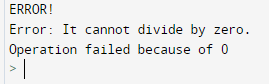 ERROR!
Error: It cannot divide by zero.
Operation failed because of 0
>